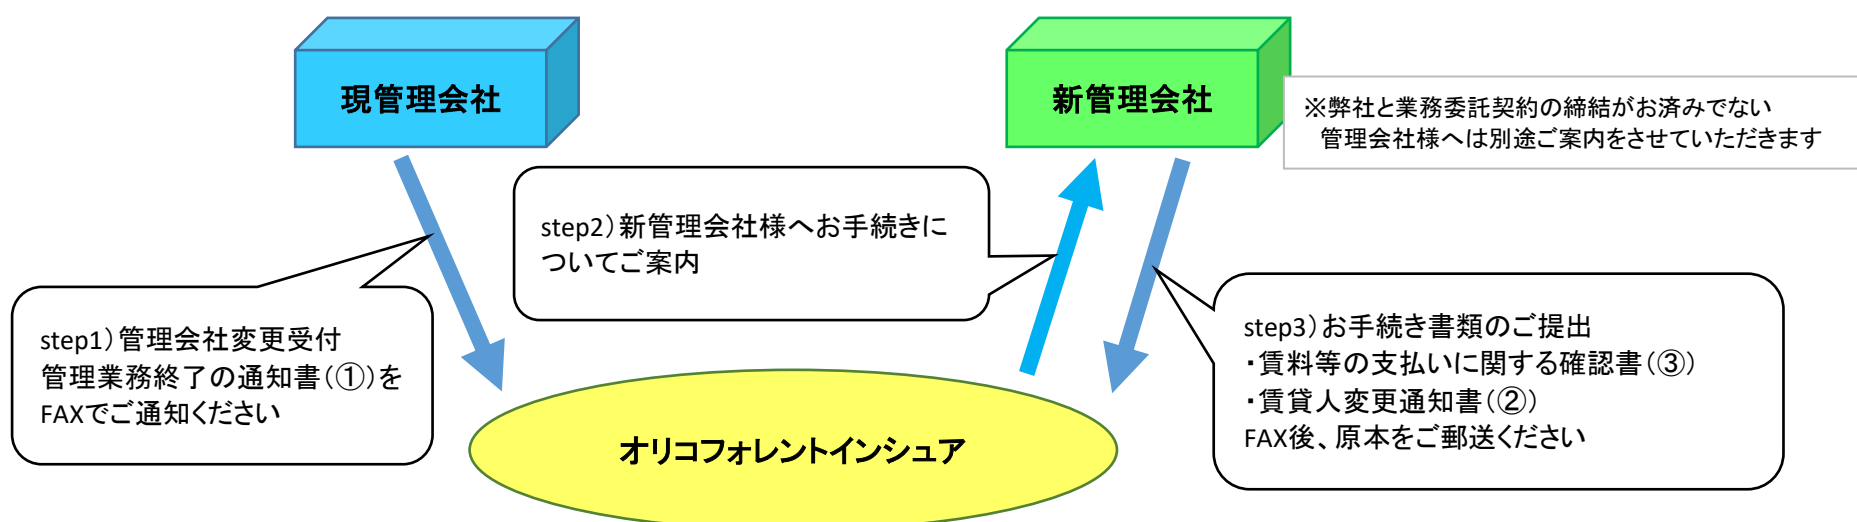 現管理会社
新管理会社
※弊社と業務委託契約の締結がお済みでない
管理会社様へは別途ご案内をさせていただきます
step2）新管理会社様へお手続きに
ついてご案内
step1）管理会社変更受付
管理業務終了の通知書（①）を
FAXでご通知ください
step3）お手続き書類のご提出
・賃料等の支払いに関する確認書（③）
・賃貸人変更通知書（②）
FAX後、原本をご郵送ください
オリコフォレントインシュア